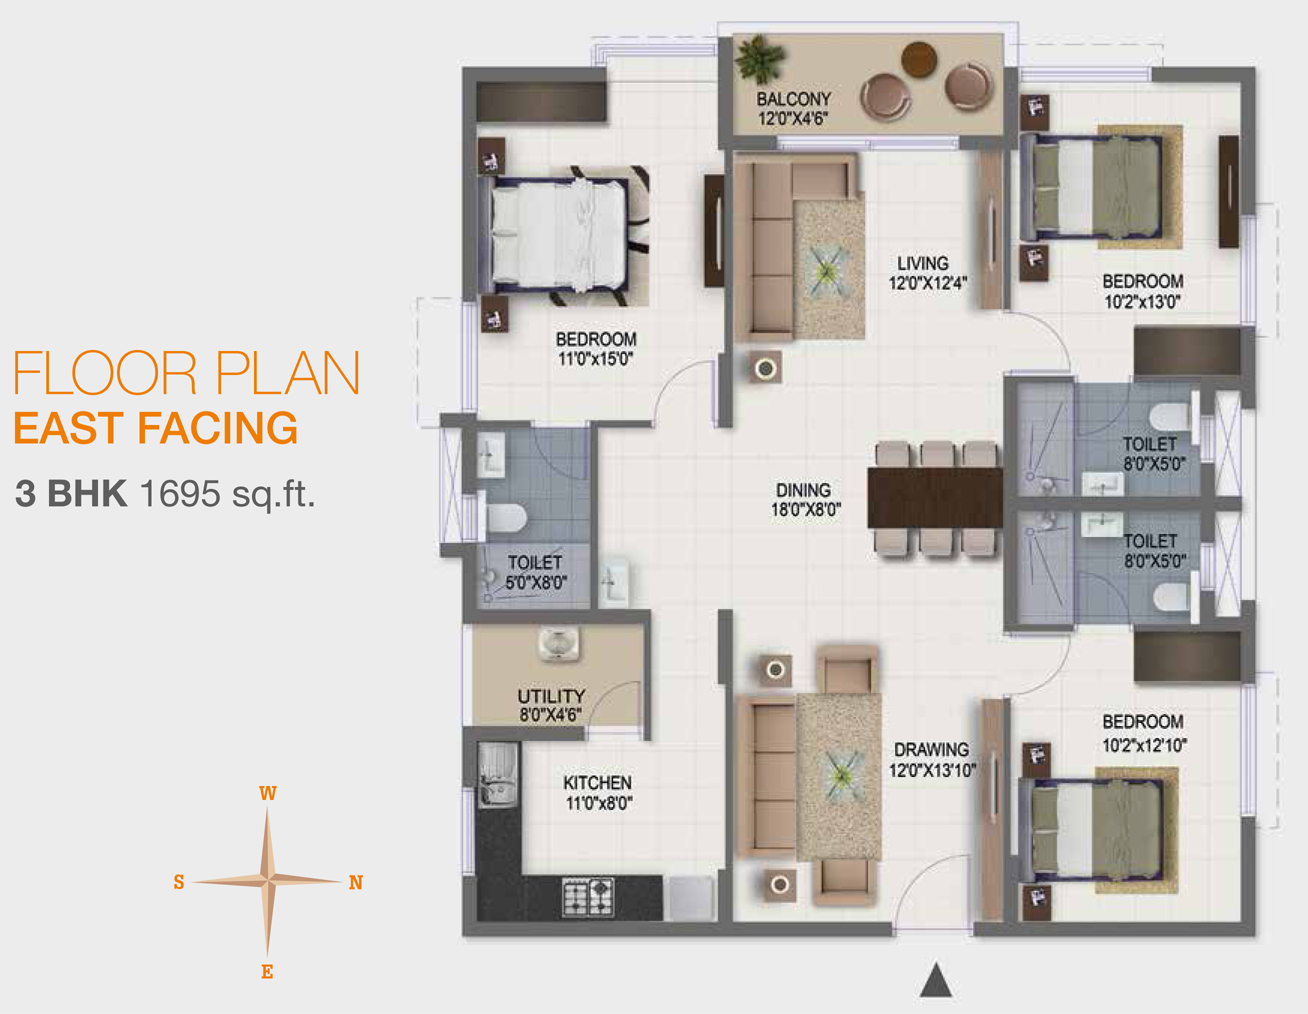 FLOOR PLAN
EAST FACING
3 BHK 1695 sq.ft.
W
S
N
E
BALCONY
12'0"X4'6"
LIVING
12'0"X12'4"
BEDROOM
10'2"x13'0"
BEDROOM
11'0"x15'0"
TOILET
8'0"X5'0"
DINING
18'0"X8'0"
TOILET
8'0"X5'0"
TOILET
5'0"X8'0"
UTILITY
8'0"X4'6"
BEDROOM
10'2"x12'10"
DRAWING
12'0"X13'10"
KITCHEN
11'0"x8'0"